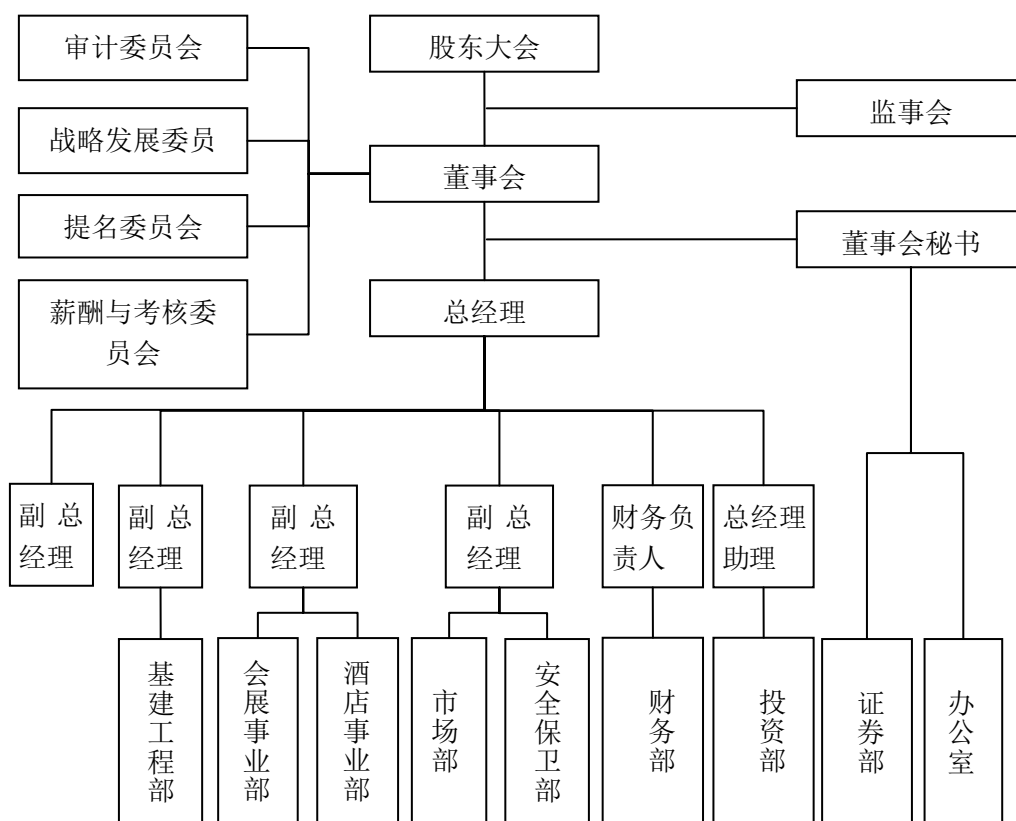 审计委员会
股东大会
监事会
战略发展委员
董事会
提名委员会
董事会秘书
薪酬与考核委
员会
总经理
副 总
经理
副 总
经理
副 总
经理
副 总
经理
财务负
责人
总经理
助理
基建工程部
会展事业部
酒店事业部
市场部
安全保卫部
财务部
投资部
证券部
办公室